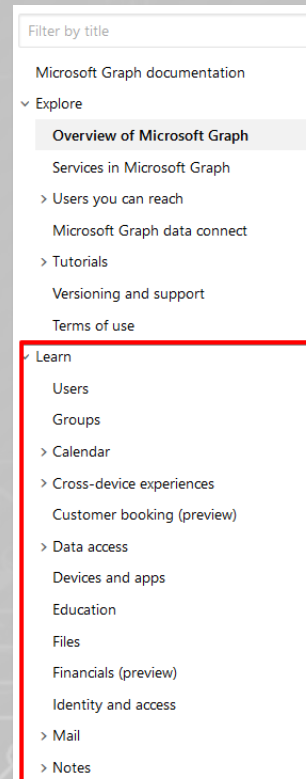 Filter by title
Microsoft Graph documentation
Explore
Overview of Microsoft Graph
Services in Microsoft Graph
Users you can reach
Microsoft Graph data connect
Tutorials
Versioning and support
Terms of use
Learn
Users
Groups
Calendar
Cross-device experiences
Customer booking (preview)
Data access
Devices and apps
Education
Files
Financials (preview)
Identity and access
Mail
Notes